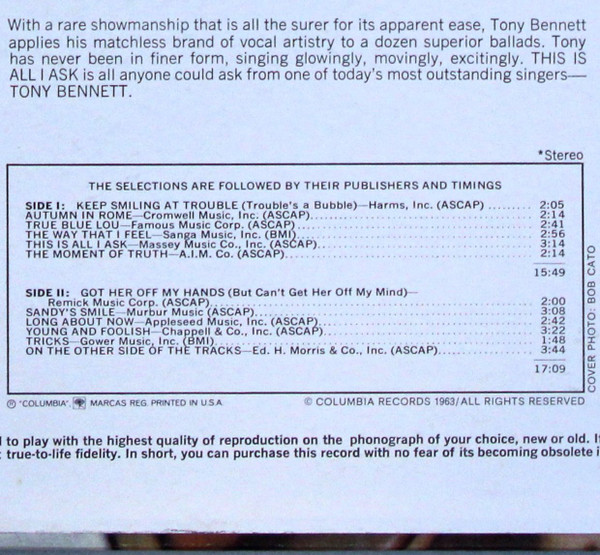 With a rare showmanship that is all the surer for its apparent ease, Tony Bennett
applies his matchless brand of vocal artistry to a dozen superior ballads. Tony
has never been in finer form, singing glowingly, movingly, excitingly. THIS IS
ALL I ASK is all anyone could ask from one of today's most outstanding singers—
TONY BENNETT.
*Stereo
THE SELECTIONS ARE FOLLOWED BY THEIR PUBLISHERS AND TIMINGS
SIDE I: KEEP SMILING AT TROUBLE (Trouble's a Bubble)—Harms, Inc. (ASCAP) ......... 2:05
AUTUMN IN ROME—Cromwell Music, Inc. (ASCAP)............ 2:14
TRUE BLUE LOU—Famous Music Corp. (ASCAP)............ 2:41
THE WAY THAT I FEEL—Sanga Music, Inc. (BMI)............ 2:56
THIS IS ALL I ASK—Massey Music Co., Inc. (ASCAP)............ 3:14
THE MOMENT OF TRUTH—A.I.M. Co. (ASCAP)............ 2:14
15:49
SIDE II: GOT HER OFF MY HANDS (But Can't Get Her Off My Mind)—
Remick Music Corp. (ASCAP)............ 2:00
SANDY'S SMILE—Murbur Music (ASCAP)............ 3:08
LONG ABOUT NOW—Appleseed Music, Inc. (ASCAP)............ 2:42
YOUNG AND FOOLISH—Chappell & Co., Inc. (ASCAP)............ 3:22
TRICKS—Gower Music, Inc. (BMI)............ 1:48
ON THE OTHER SIDE OF THE TRACKS—Ed. H. Morris & Co., Inc. (ASCAP)............ 3:44
17:09
COVER PHOTO: BOB CATO
℗ "COLUMBIA", MARCAS REG. PRINTED IN U.S.A. © COLUMBIA RECORDS 1963/ALL RIGHTS RESERVED
to play with the highest quality of reproduction on the phonograph of your choice, new or old. I
true-to-life fidelity. In short, you can purchase this record with no fear of its becoming obsolete i